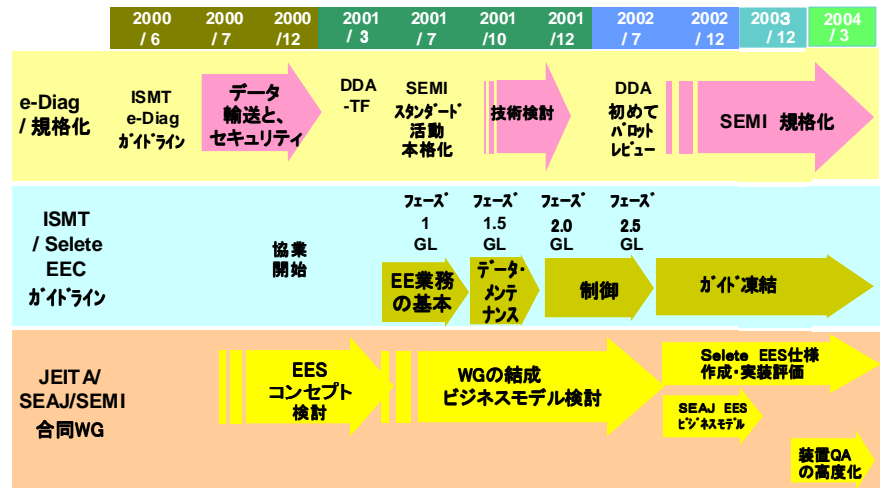 2000 2000 2000 2001 2001 2001 2001 2002 2002 2003 2004
/ 6 / 7 /12 / 3 / 7 /10 /12 / 7 / 12 / 12 / 3
e-Diag
/ 規格化
ISMT
e-Diag
ガイドライン
データ
輸送と、
セキュリティ
DDA
-TF
SEMI
スタンダード
活動
本格化
技術検討
DDA
初めて
バロット
レビュー
SEMI 規格化
ISMT
/ Selete
EEC
ガイドライン
協業
開始
フェーズ
1
GL
フェーズ
1.5
GL
フェーズ
2.0
GL
フェーズ
2.5
GL
EE業務
の基本
データ・
メンテ
ナンス
制御
ガイド凍結
JEITA/
SEAJ/SEMI
合同WG
EES
コンセプト
検討
WGの結成
ビジネスモデル検討
Selete EES仕様
作成・実装評価
SEAJ EES
ビジネスモデル
装置QA
の高度化